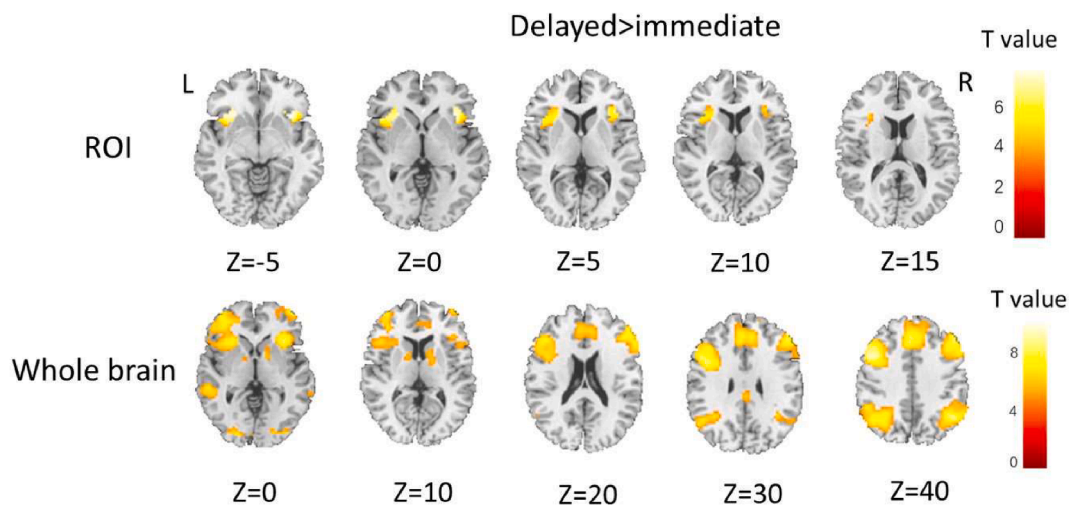 Delayed>immediate
T value
L
R
ROI
6
4
2
0
Z=-5
Z=0
Z=5
Z=10
Z=15
T value
Whole brain
8
4
0
Z=0
Z=10
Z=20
Z=30
Z=40